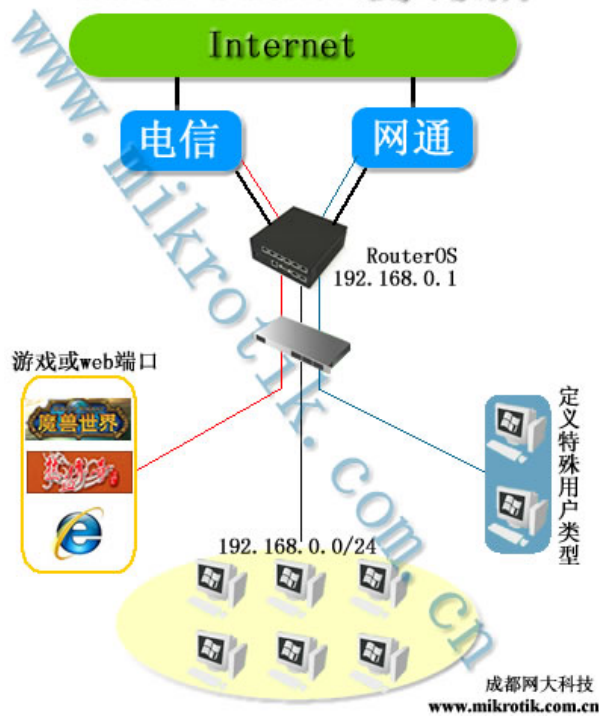 Internet
电信
网通
RouterOS
192.168.0.1
游戏或web端口
魔兽世界
定义特殊用户类型
192.168.0.0/24
www.mikrotik.com.cn
成都网大科技
www.mikrotik.com.cn